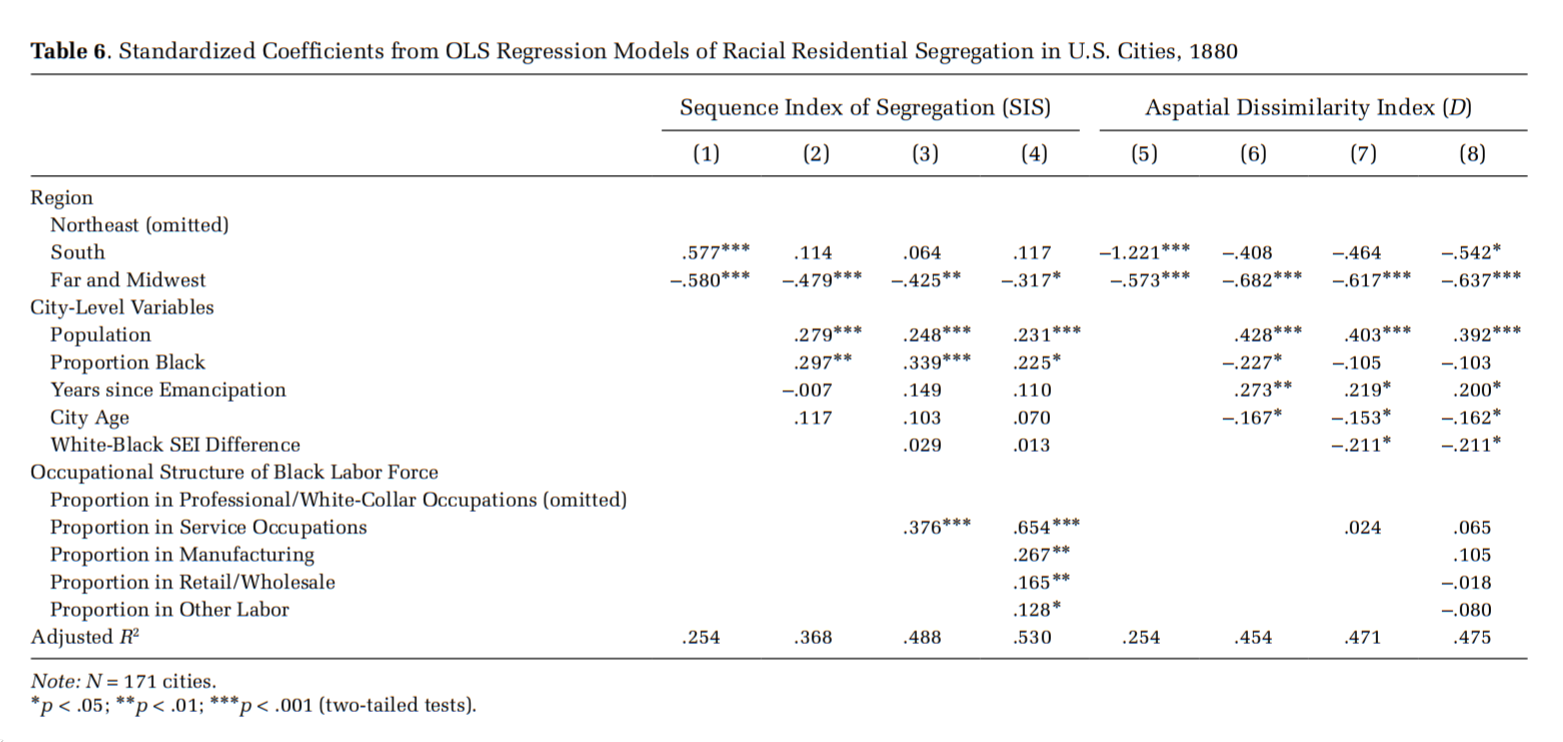 Table 6. Standardized Coefficients from OLS Regression Models of Racial Residential Segregation in U.S. Cities, 1880
Sequence Index of Segregation (SIS) Aspatial Dissimilarity Index (D)
(1) (2) (3) (4) (5) (6) (7) (8)
Region
Northeast (omitted)
South .577*** .114 .064 .117 −1.221*** −.408 −.464 −.542*
Far and Midwest −.580*** −.479*** −.425** −.317* −.573*** −.682*** −.617*** −.637***
City-Level Variables
Population .279*** .248*** .231*** .428*** .403*** .392***
Proportion Black .297** .339*** .225* −.227* −.105 −.103
Years since Emancipation −.007 .149 .110 .273** .219* .200*
City Age .117 .103 .070 −.167* −.153* −.162*
White-Black SEI Difference .029 .013 −.211* −.211*
Occupational Structure of Black Labor Force
Proportion in Professional/White-Collar Occupations (omitted)
Proportion in Service Occupations .376*** .654*** .024 .065
Proportion in Manufacturing .267** .105
Proportion in Retail/Wholesale .165** −.018
Proportion in Other Labor .128* −.080
Adjusted R² .254 .368 .488 .530 .254 .454 .471 .475
Note: N = 171 cities.
*p < .05; **p < .01; ***p < .001 (two-tailed tests).